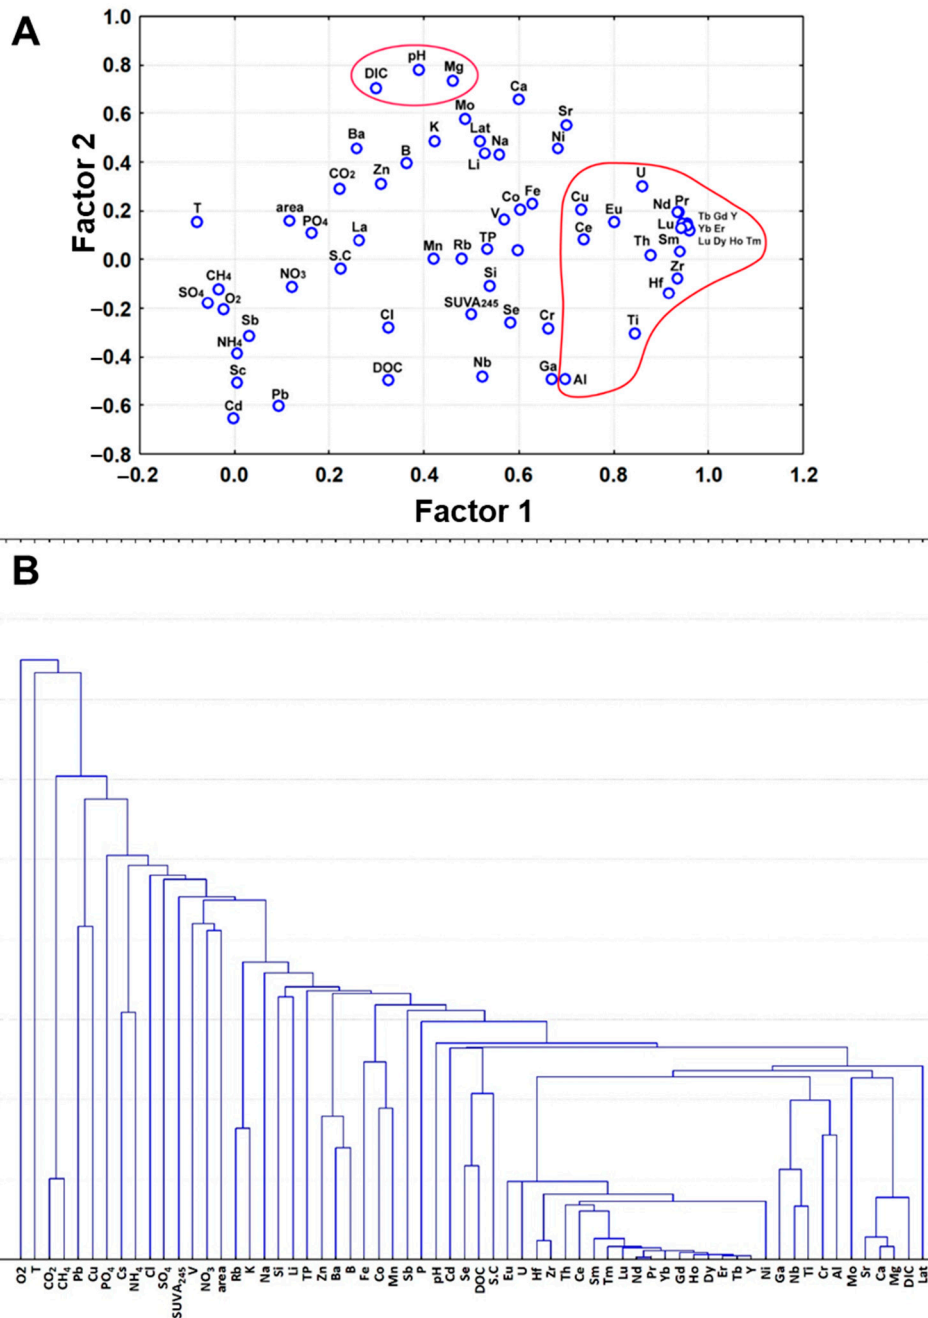 A
1.0
0.8
0.6
0.4
0.2
0.0
−0.2
−0.4
−0.6
−0.8
Factor 2
pH
DIC
Mg
Ca
Mo
Sr
K
Lat
Na
Ni
Ba
B
Li
CO2
Zn
U
Co
Fe
Cu
Nd
Pr
T
area
V
Eu
Tb Gd Y
PO4
Lu
Yb Er
La
Ce
Sm
Lu Dy Ho Tm
Mn
Rb
TP
Th
S.C
Zr
CH4
NO3
Si
Hf
SO4
O2
SUVA245
Se
Cr
Ti
Sb
Cl
NH4
Sc
DOC
Nb
Ga
Al
Cd
Pb
−0.2
0.0
0.2
0.4
0.6
0.8
1.0
1.2
Factor 1
B
O2
T
CO2
CH4
Pb
Cu
PO4
Cs
NH4
Cl
SO4
SUVA245
V
NO3
area
Rb
K
Na
Si
Li
TP
Zn
Ba
B
Fe
Co
Mn
Sb
P
pH
Cd
Se
DOC
S.C
Eu
U
Hf
Zr
Th
Ce
Sm
Tm
Lu
Nd
Pr
Yb
Gd
Ho
Dy
Er
Tb
Y
Ni
Ga
Nb
Ti
Cr
Al
Mo
Sr
Ca
Mg
DIC
Lat